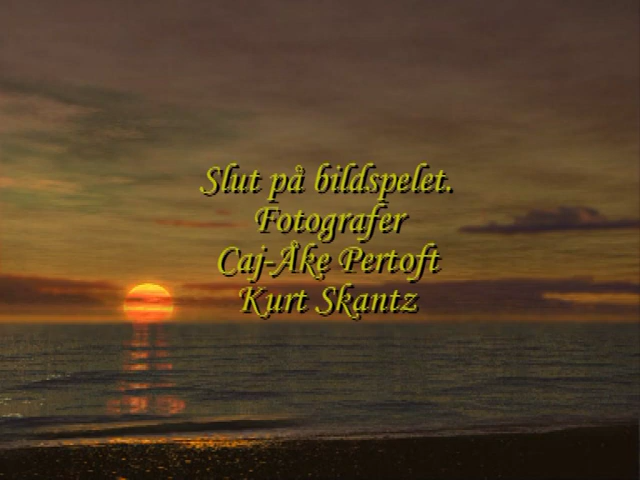 Slut på bildspelet.
Fotografer
Caj-Åke Pertoft
Kurt Skantz